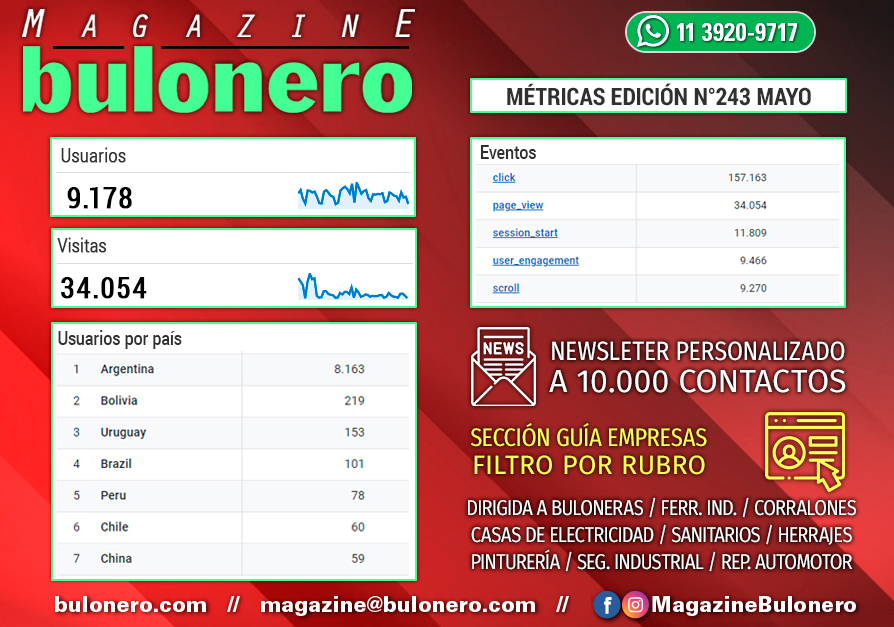 MAGAZINE
bulonero
11 3920-9717
MÉTRICAS EDICIÓN N°243 MAYO
Usuarios
9.178
Visitas
34.054
Usuarios por país
1 Argentina 8.163
2 Bolivia 219
3 Uruguay 153
4 Brazil 101
5 Peru 78
6 Chile 60
7 China 59
Eventos
click 157.163
page_view 34.054
session_start 11.809
user_engagement 9.466
scroll 9.270
NEWS
NEWSLETER PERSONALIZADO
A 10.000 CONTACTOS
SECCIÓN GUÍA EMPRESAS
FILTRO POR RUBRO
DIRIGIDA A BULONERAS / FERR. IND. / CORRALONES
CASAS DE ELECTRICIDAD / SANITARIOS / HERRAJES
PINTURERÍA / SEG. INDUSTRIAL / REP. AUTOMOTOR
bulonero.com // magazine@bulonero.com // MagazineBulonero